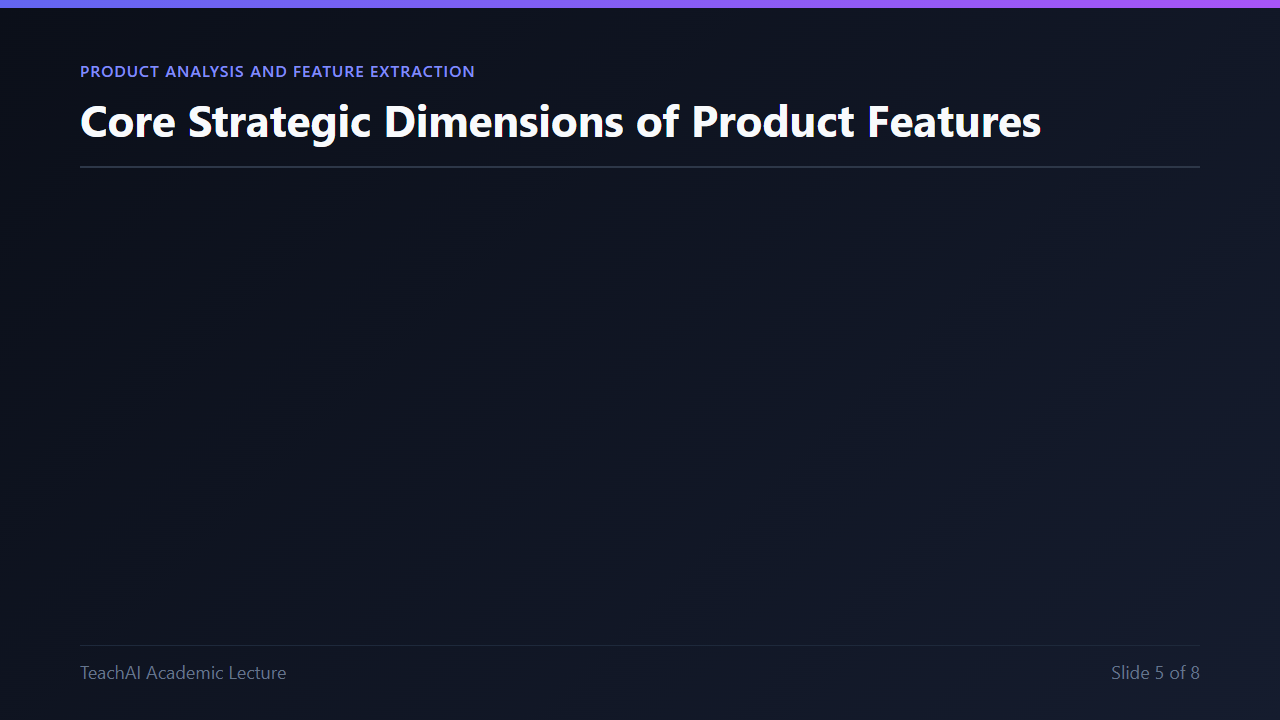 PRODUCT ANALYSIS AND FEATURE EXTRACTION
Core Strategic Dimensions of Product Features
TeachAI Academic Lecture
Slide 5 of 8